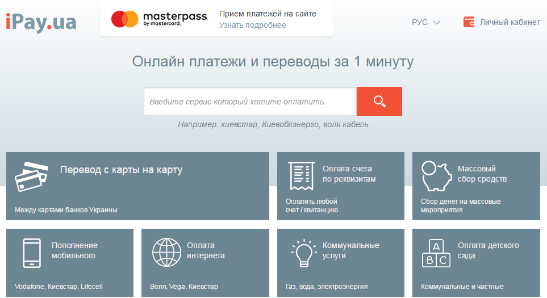 iPay.ua
masterpass.
by mastercard.
Прием платежей на сайте
Узнать подробнее
РУС
Личный кабинет
Онлайн платежи и переводы за 1 минуту
Введите сервис который хотите оплатить
Например: киевстар, Киевоблэнерго, воля кабель
Перевод с карты на карту
Между картами банков Украины
Оплата счета
по реквизитам
Оплатить любой
счет / квитанцию
Массовый
сбор средств
Сбор денег на массовые
мероприятия
Пополнение
мобильного
Vodafone, Киевстар, Lifecell
Оплата
интернета
Воля, Vega, Киевстар
Коммунальные
услуги
Газ, вода, электроэнергия
A
B C
Оплата детского
сада
Коммунальные и частные